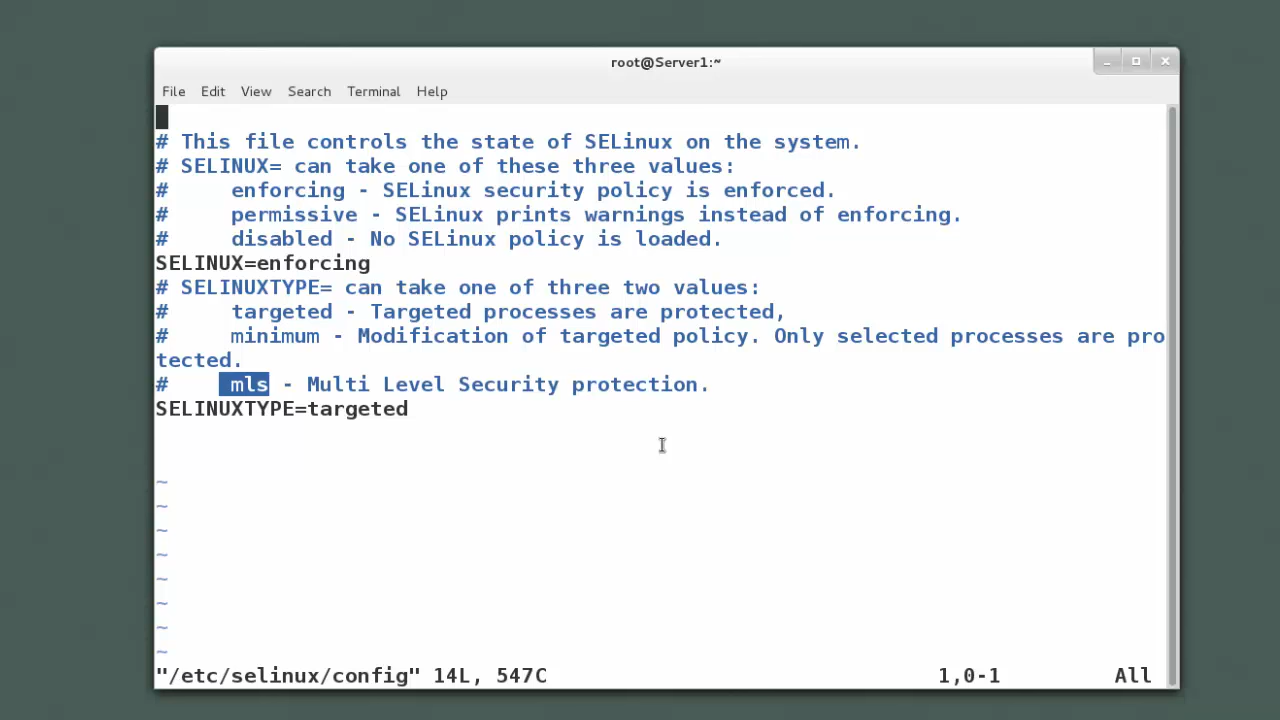 root@Server1:~
File Edit View Search Terminal Help
# This file controls the state of SELinux on the system.
# SELINUX= can take one of these three values:
#     enforcing - SELinux security policy is enforced.
#     permissive - SELinux prints warnings instead of enforcing.
#     disabled - No SELinux policy is loaded.
SELINUX=enforcing
# SELINUXTYPE= can take one of three two values:
#     targeted - Targeted processes are protected,
#     minimum - Modification of targeted policy. Only selected processes are pro
tected.
#     mls - Multi Level Security protection.
SELINUXTYPE=targeted
~
~
~
~
~
~
~
~
"/etc/selinux/config" 14L, 547C 1,0-1 All